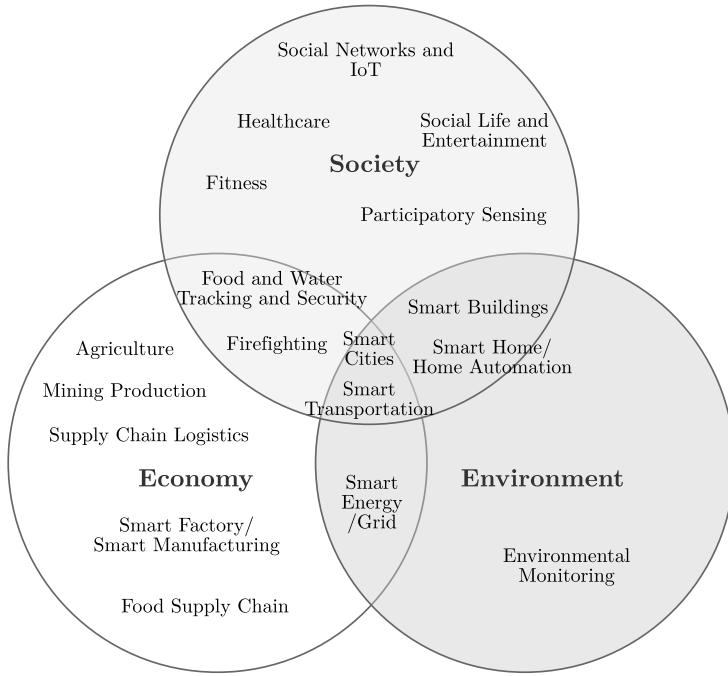 Social Networks and
IoT
Healthcare
Social Life and
Entertainment
Society
Fitness
Participatory Sensing
Food and Water
Tracking and Security
Smart Buildings
Firefighting
Smart
Cities
Smart Home/
Home Automation
Agriculture
Mining Production
Smart
Transportation
Supply Chain Logistics
Economy
Smart
Energy
/Grid
Environment
Smart Factory/
Smart Manufacturing
Environmental
Monitoring
Food Supply Chain